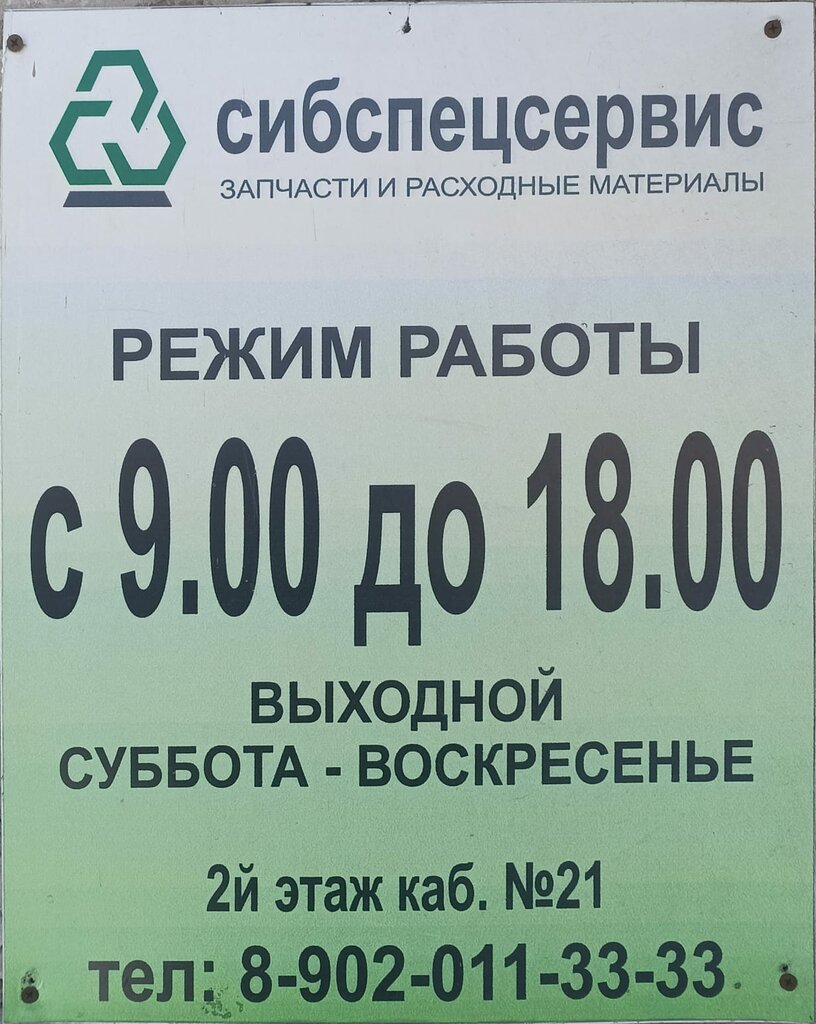 сибспецсервис
ЗАПЧАСТИ И РАСХОДНЫЕ МАТЕРИАЛЫ
РЕЖИМ РАБОТЫ
с 9.00 до 18.00
ВЫХОДНОЙ
СУББОТА - ВОСКРЕСЕНЬЕ
2й этаж каб. №21
тел: 8-902-011-33-33